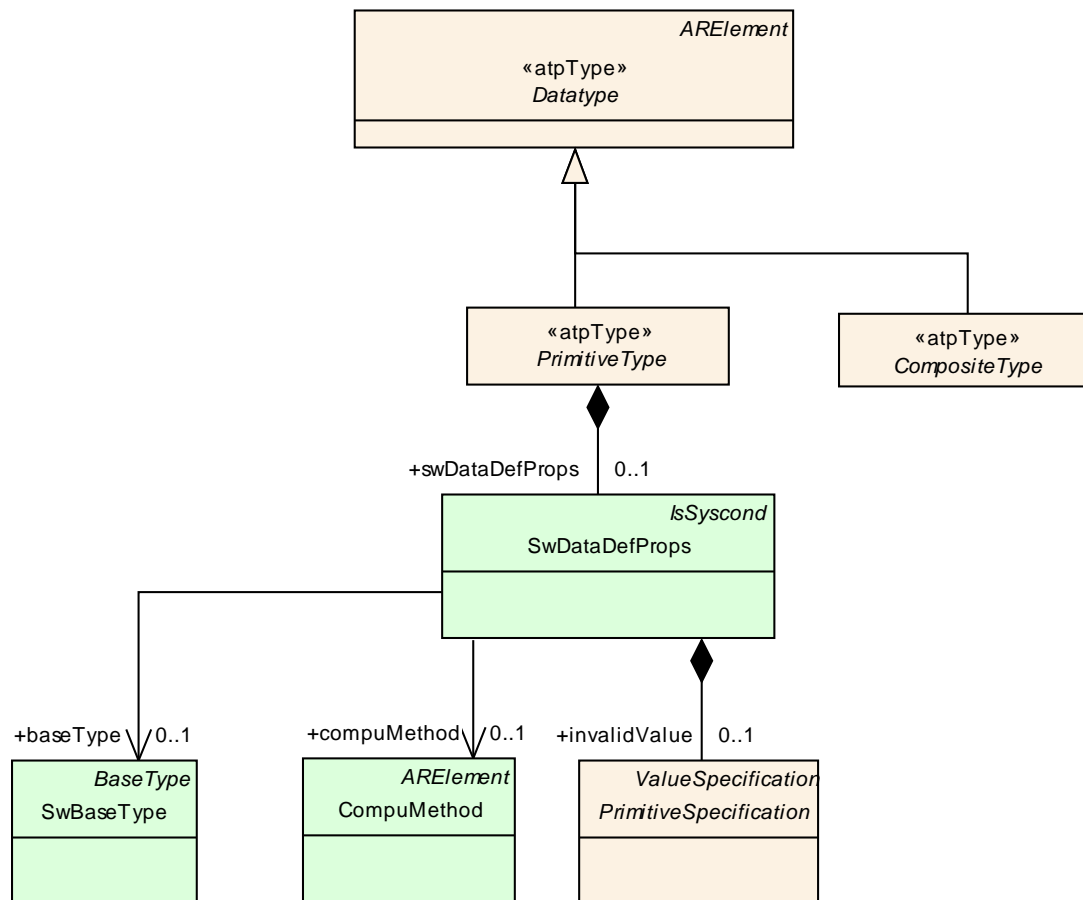 ARElement
«atpType»
Datatype
«atpType»
PrimitiveType
«atpType»
CompositeType
+swDataDefProps 0..1
IsSyscond
SwDataDefProps
+baseType 0..1
+compuMethod 0..1
+invalidValue 0..1
BaseType
SwBaseType
ARElement
CompuMethod
ValueSpecification
PrimitiveSpecification